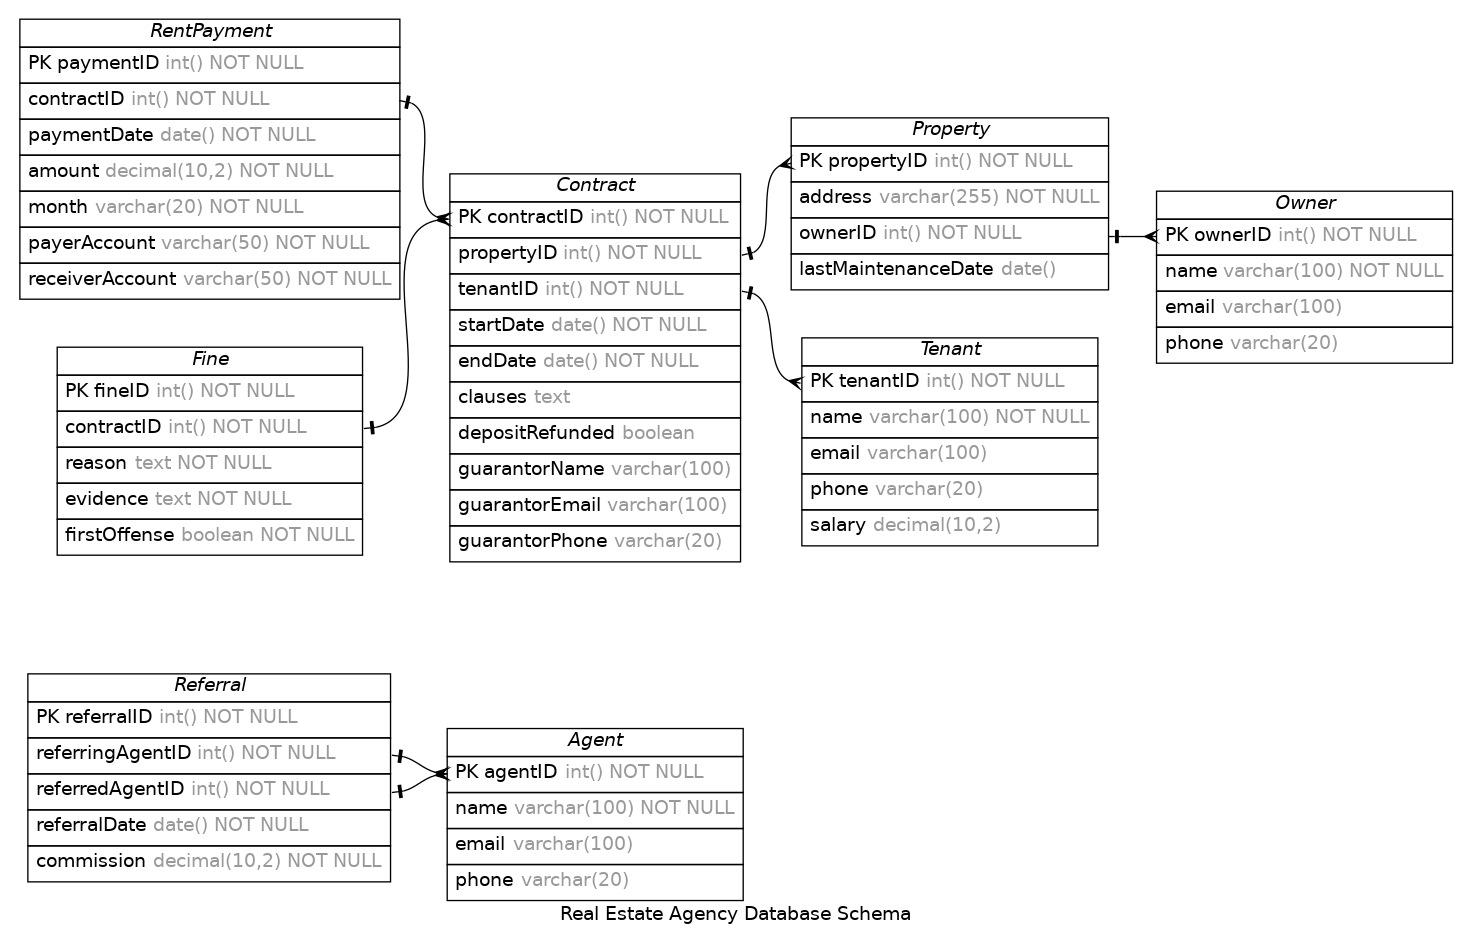 RentPayment
PK paymentID int() NOT NULL
contractID int() NOT NULL
paymentDate date() NOT NULL
amount decimal(10,2) NOT NULL
month varchar(20) NOT NULL
payerAccount varchar(50) NOT NULL
receiverAccount varchar(50) NOT NULL
Fine
PK fineID int() NOT NULL
contractID int() NOT NULL
reason text NOT NULL
evidence text NOT NULL
firstOffense boolean NOT NULL
Contract
PK contractID int() NOT NULL
propertyID int() NOT NULL
tenantID int() NOT NULL
startDate date() NOT NULL
endDate date() NOT NULL
clauses text
depositRefunded boolean
guarantorName varchar(100)
guarantorEmail varchar(100)
guarantorPhone varchar(20)
Property
PK propertyID int() NOT NULL
address varchar(255) NOT NULL
ownerID int() NOT NULL
lastMaintenanceDate date()
Tenant
PK tenantID int() NOT NULL
name varchar(100) NOT NULL
email varchar(100)
phone varchar(20)
salary decimal(10,2)
Owner
PK ownerID int() NOT NULL
name varchar(100) NOT NULL
email varchar(100)
phone varchar(20)
Referral
PK referralID int() NOT NULL
referringAgentID int() NOT NULL
referredAgentID int() NOT NULL
referralDate date() NOT NULL
commission decimal(10,2) NOT NULL
Agent
PK agentID int() NOT NULL
name varchar(100) NOT NULL
email varchar(100)
phone varchar(20)
Real Estate Agency Database Schema